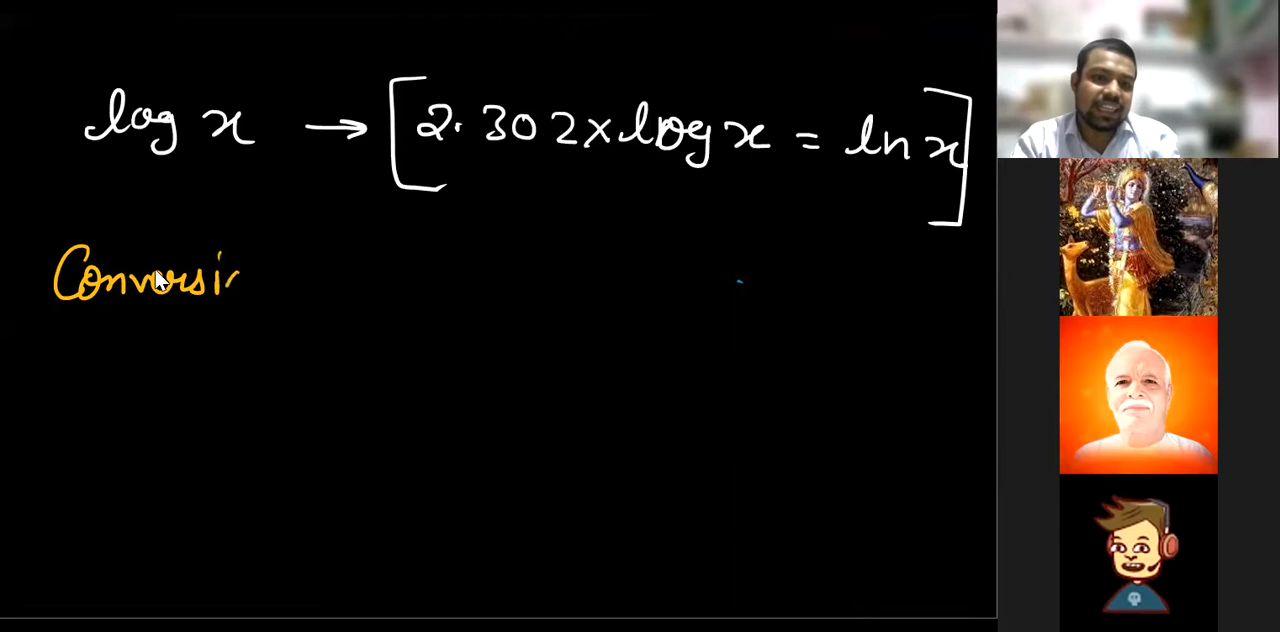 log x → [2.302 × log x = ln x]
Conversi